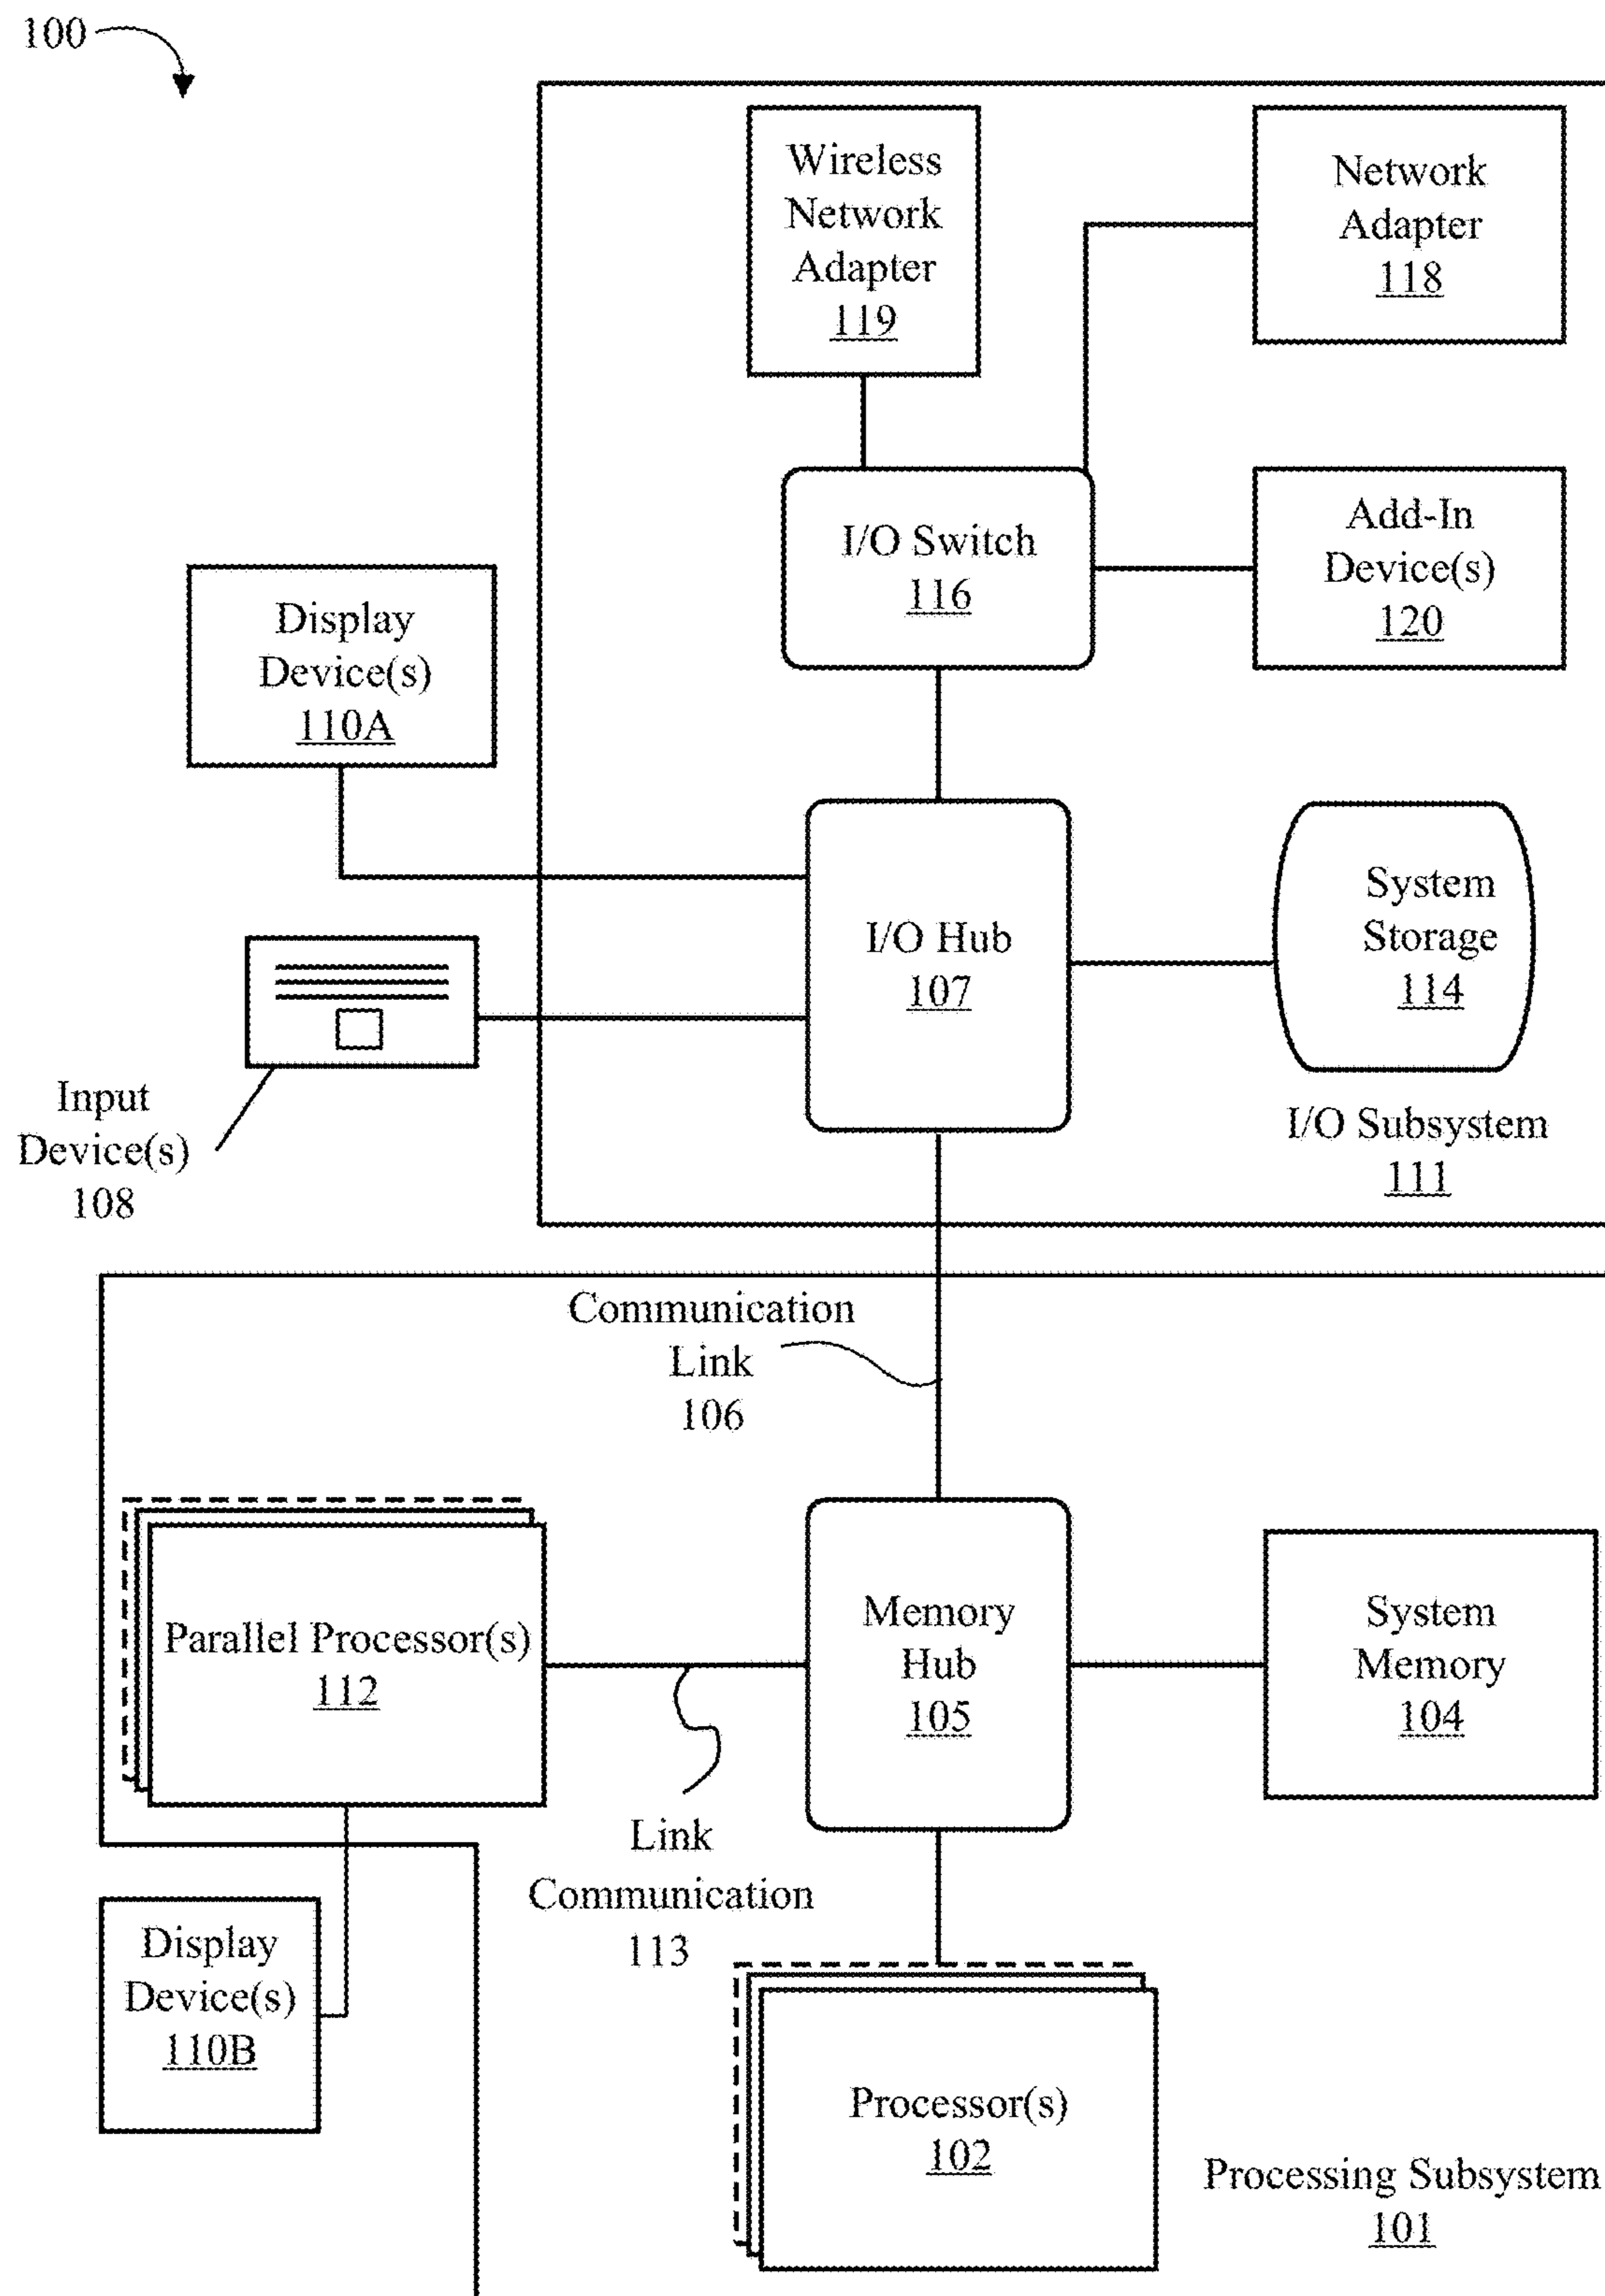 100
Wireless
Network
Adapter
119
Network
Adapter
118
I/O Switch
116
Add-In
Device(s)
120
Display
Device(s)
110A
I/O Hub
107
System
Storage
114
Input
Device(s)
108
I/O Subsystem
111
Communication
Link
106
Parallel Processor(s)
112
Memory
Hub
105
System
Memory
104
Link
Communication
113
Display
Device(s)
110B
Processor(s)
102
Processing Subsystem
101